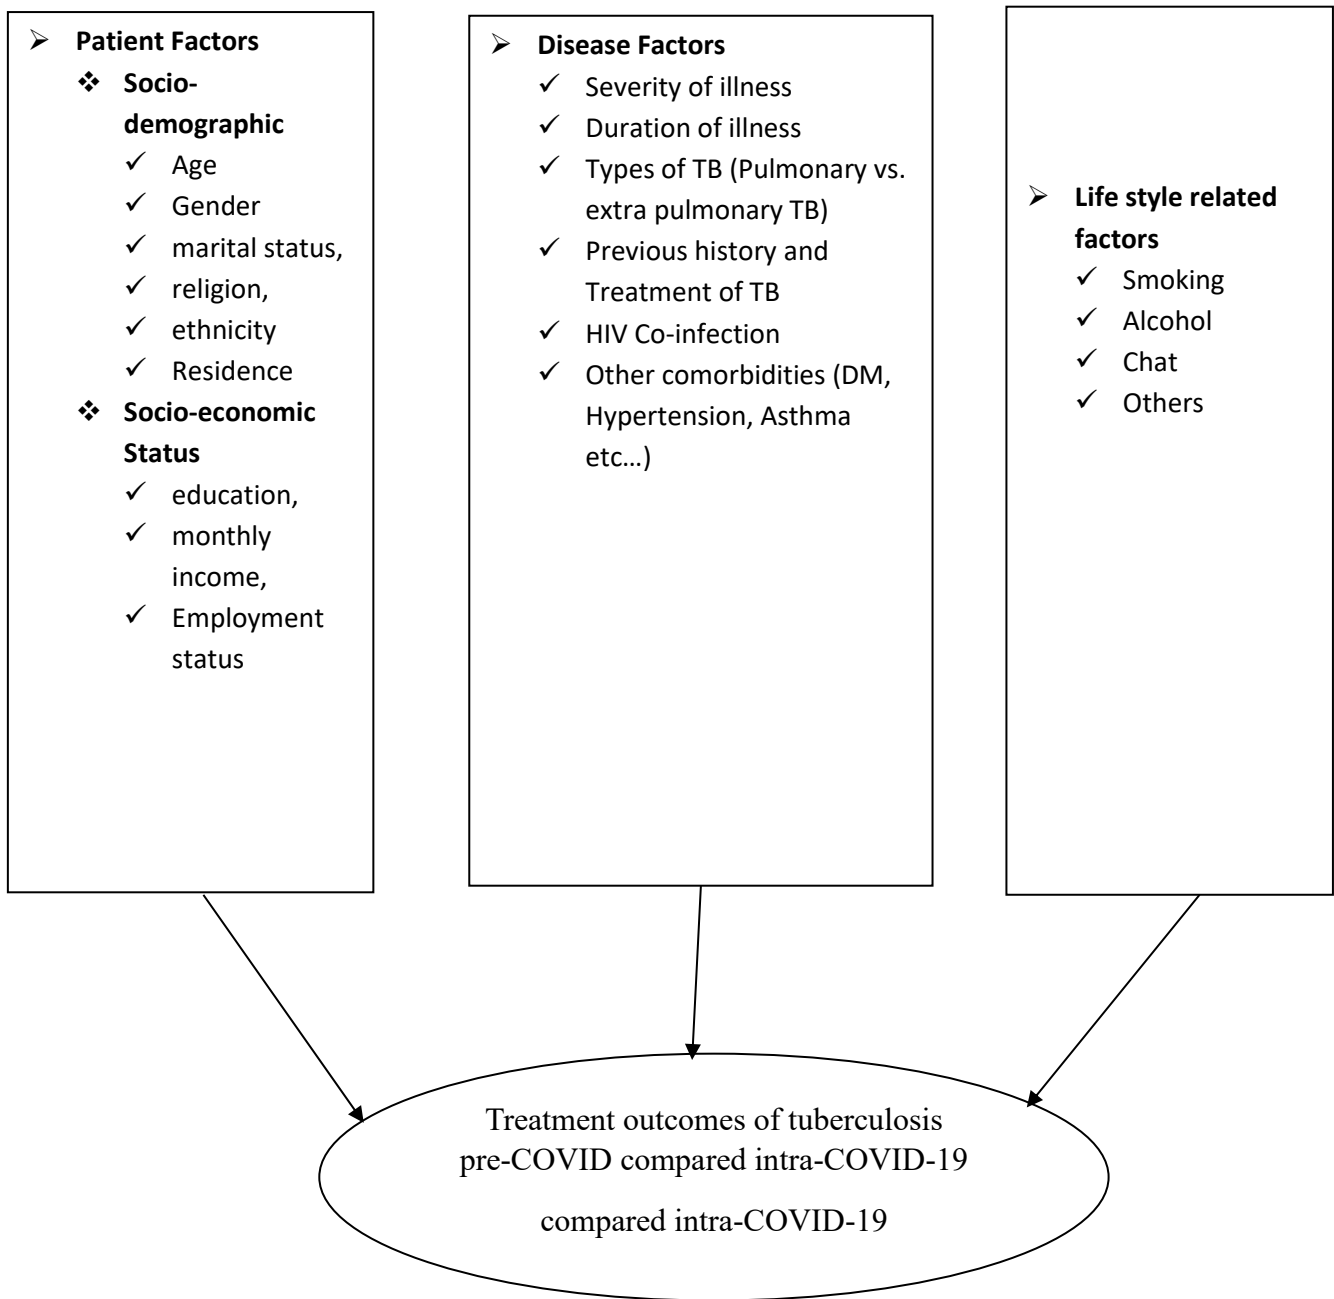 ➢ Patient Factors
❖ Socio-
demographic
✓ Age
✓ Gender
✓ marital status,
✓ religion,
✓ ethnicity
✓ Residence
❖ Socio-economic
Status
✓ education,
✓ monthly
income,
✓ Employment
status
➢ Disease Factors
✓ Severity of illness
✓ Duration of illness
✓ Types of TB (Pulmonary vs.
extra pulmonary TB)
✓ Previous history and
Treatment of TB
✓ HIV Co-infection
✓ Other comorbidities (DM,
Hypertension, Asthma
etc…)
➢ Life style related
factors
✓ Smoking
✓ Alcohol
✓ Chat
✓ Others
Treatment outcomes of tuberculosis
pre-COVID compared intra-COVID-19
compared intra-COVID-19